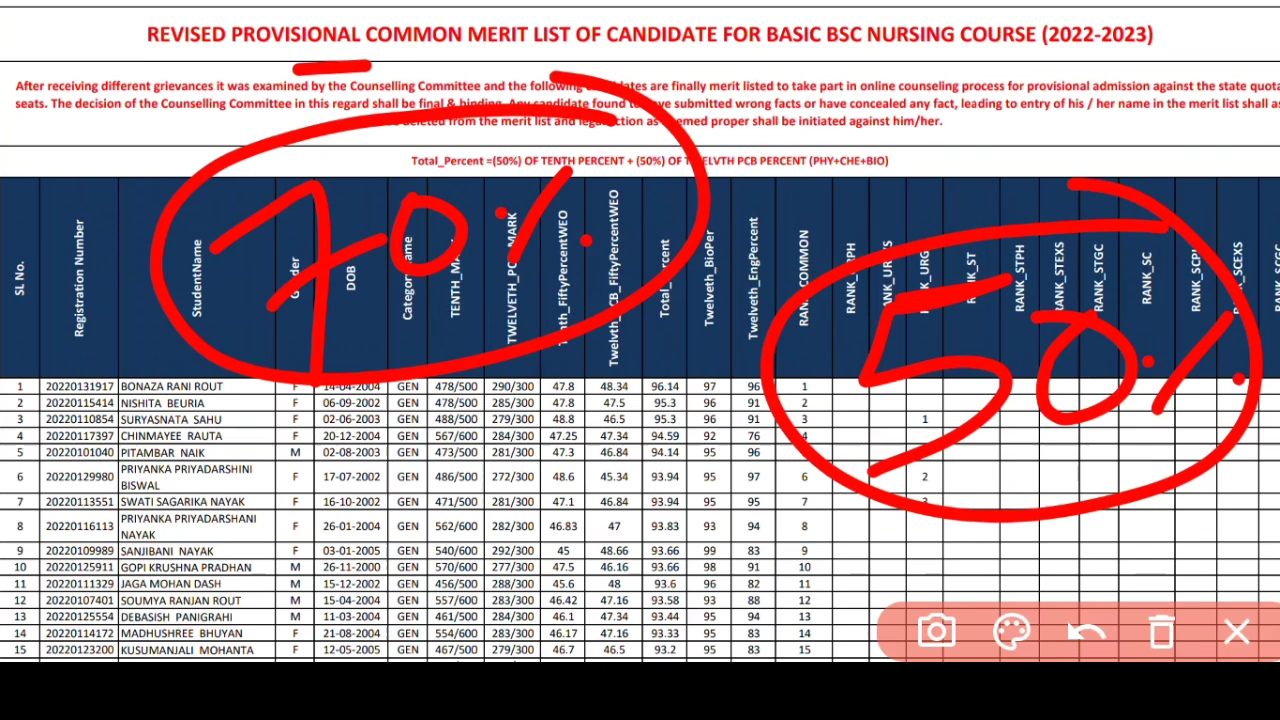 REVISED PROVISIONAL COMMON MERIT LIST OF CANDIDATE FOR BASIC BSC NURSING COURSE (2022-2023)
After receiving different grievances it was examined by the Counselling Committee and the following candidates are finally merit listed to take part in online counseling process for provisional admission against the state quota
seats. The decision of the Counselling Committee in this regard shall be final & binding. Any candidate found to have submitted wrong facts or have concealed any fact, leading to entry of his / her name in the merit list shall
deleted from the merit list and legal action as deemed proper shall be initiated against him/her.
Total_Percent =(50%) OF TENTH PERCENT + (50%) OF TWELVTH PCB PERCENT (PHY+CHE+BIO)
70%
50%
SL No. Registration Number StudentName Gender DOB CategoryName TENTH_MARK TWELVETH_PCB_MARK Tenth_FiftyPercentWEO Twelvth_PCB_FiftyPercentWEO Total_Percent Twelveth_BioPer Twelveth_EngPercent RANK_COMMON RANK_ST RANK_STPH RANK_STEXS RANK_STGC RANK_SC
1 20220131917 BONAZA RANI ROUT F 14-04-2004 GEN 478/500 290/300 47.8 48.34 96.14 97 96 1
2 20220115414 NISHITA BEURIA F 06-09-2002 GEN 478/500 285/300 47.8 47.5 95.3 96 91 2
3 20220110854 SURYASNATA SAHU F 02-06-2003 GEN 488/500 279/300 48.8 46.5 95.3 96 91 3 1
4 20220117397 CHINMAYEE RAUTA F 20-12-2004 GEN 567/600 284/300 47.25 47.34 94.59 92 76 4
5 20220101040 PITAMBAR NAIK M 02-08-2003 GEN 473/500 281/300 47.3 46.84 94.14 95 96
6 20220129980 PRIYANKA PRIYADARSHINI BISWAL F 17-07-2002 GEN 486/500 272/300 48.6 45.34 93.94 95 97 6 2
7 20220113551 SWATI SAGARIKA NAYAK F 16-10-2002 GEN 471/500 281/300 47.1 46.84 93.94 95 95 7 3
8 20220116113 PRIYANKA PRIYADARSHANI NAYAK F 26-01-2004 GEN 562/600 282/300 46.83 47 93.83 93 94 8
9 20220109989 SANJIBANI NAYAK F 03-01-2005 GEN 540/600 292/300 45 48.66 93.66 99 83 9
10 20220125911 GOPI KRUSHNA PRADHAN M 26-11-2000 GEN 570/600 277/300 47.5 46.16 93.66 98 91 10
11 20220111329 JAGA MOHAN DASH M 15-12-2002 GEN 456/500 288/300 45.6 48 93.6 96 82 11
12 20220107401 SOUMYA RANJAN ROUT M 15-04-2004 GEN 557/600 283/300 46.42 47.16 93.58 93 88 12
13 20220125554 DEBASISH PANIGRAHI M 11-03-2004 GEN 461/500 284/300 46.1 47.34 93.44 95 94 13
14 20220114172 MADHUSHREE BHUYAN F 21-08-2004 GEN 554/600 283/300 46.17 47.16 93.33 95 83 14
15 20220123200 KUSUMANJALI MOHANTA F 12-05-2005 GEN 467/500 279/300 46.7 46.5 93.2 95 83 15